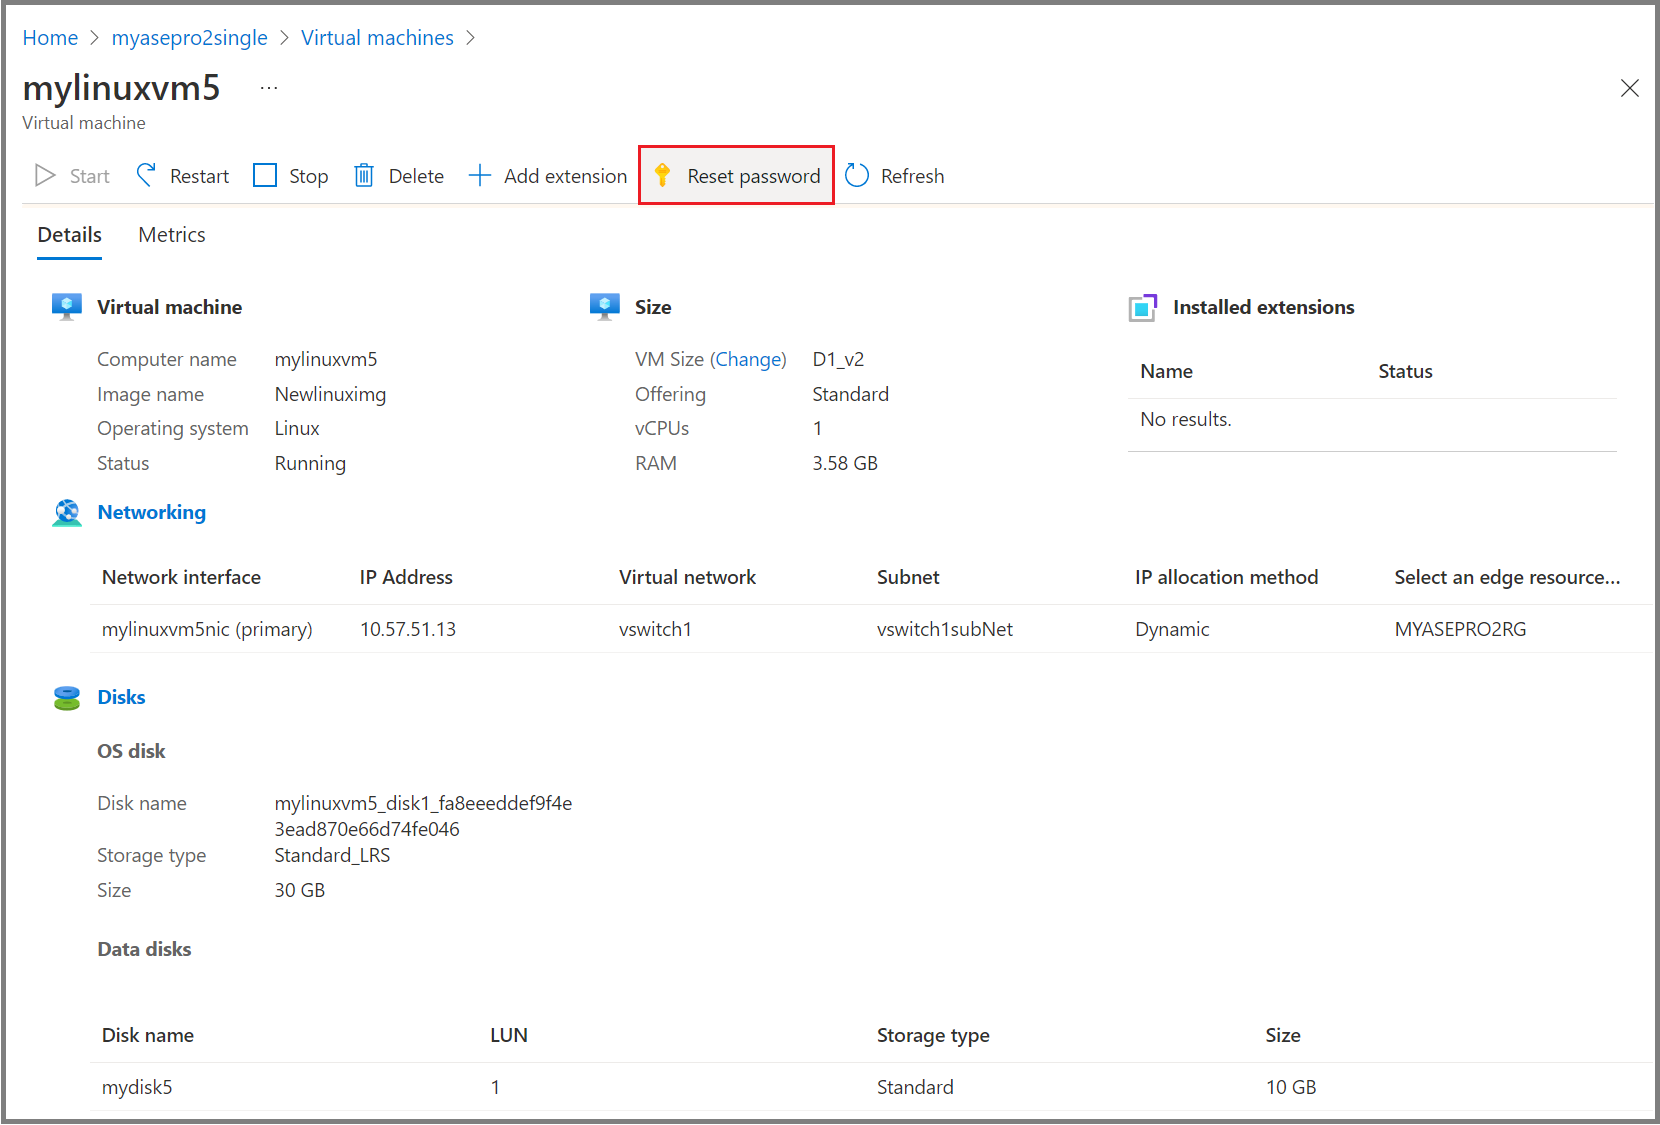 Home > myasepro2single > Virtual machines >
mylinuxvm5 ...
Virtual machine
Start Restart Stop Delete Add extension Reset password Refresh
Details Metrics
Virtual machine Size Installed extensions
Computer name mylinuxvm5 VM Size (Change) D1_v2 Name Status
Image name Newlinuximg Offering Standard No results.
Operating system Linux vCPUs 1
Status Running RAM 3.58 GB
Networking
Network interface IP Address Virtual network Subnet IP allocation method Select an edge resource...
mylinuxvm5nic (primary) 10.57.51.13 vswitch1 vswitch1subNet Dynamic MYASEPRO2RG
Disks
OS disk
Disk name mylinuxvm5_disk1_fa8eeeddef9f4e
3ead870e66d74fe046
Storage type Standard_LRS
Size 30 GB
Data disks
Disk name LUN Storage type Size
mydisk5 1 Standard 10 GB